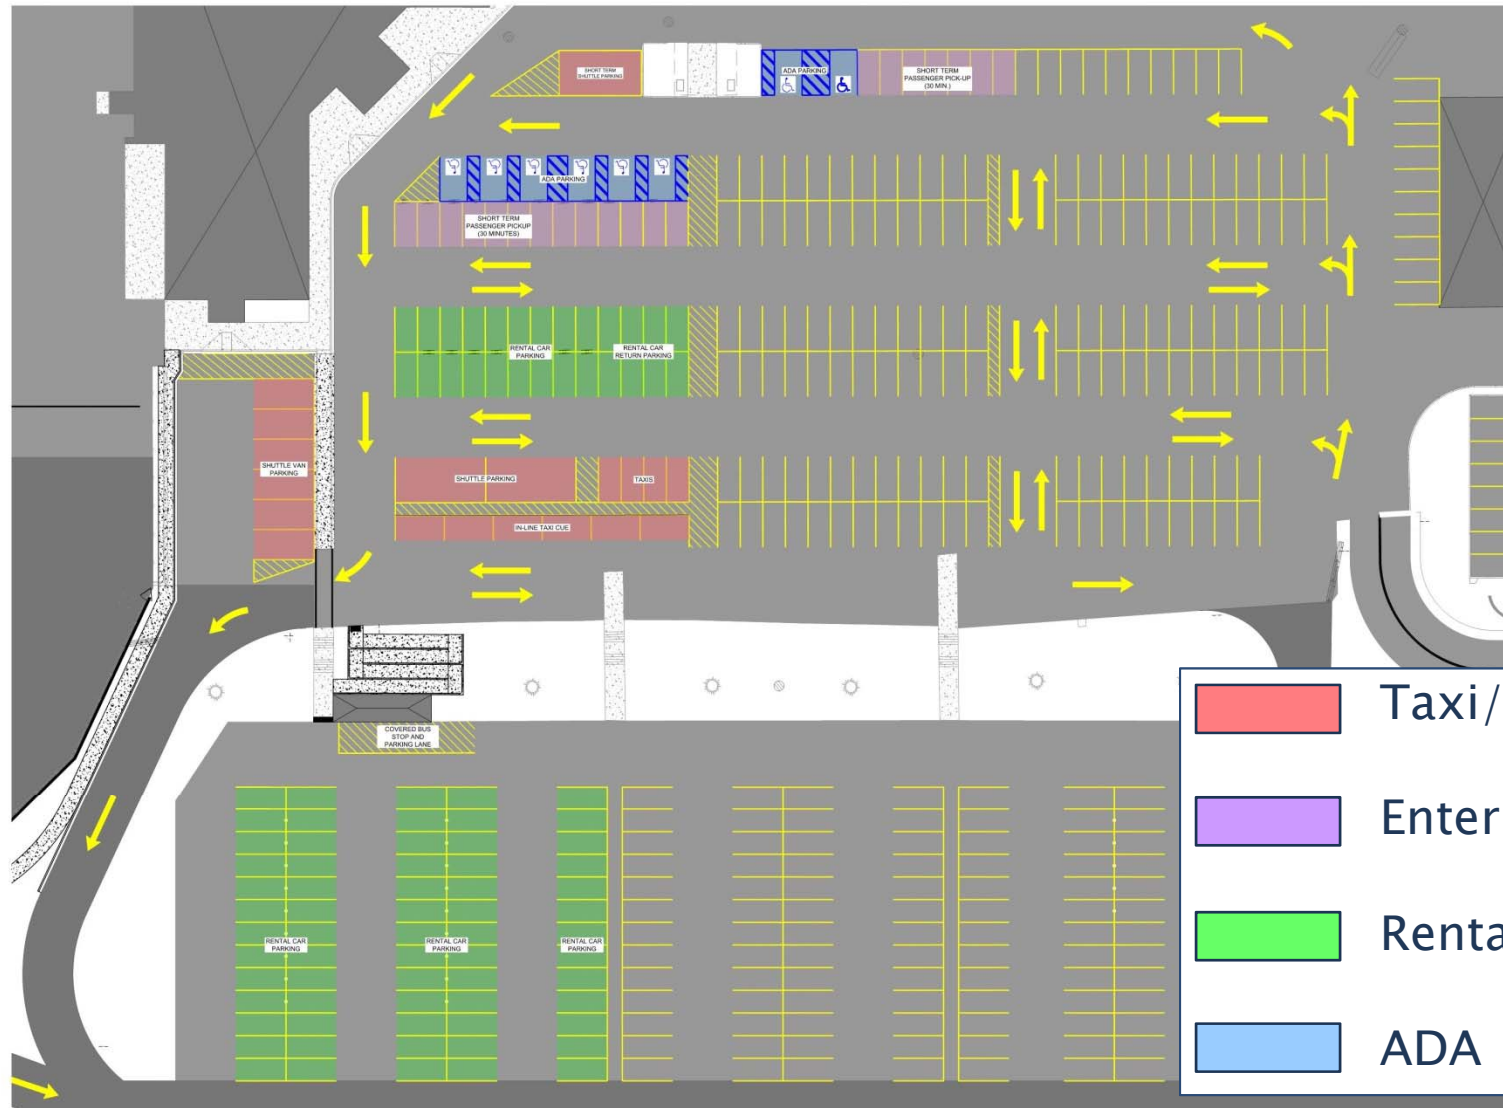 SHORT TERM
SHUTTLE PARKING
ADA PARKING
SHORT TERM
PASSENGER PICK-UP
(30 MIN.)
ADA PARKING
SHORT TERM
PASSENGER PICKUP
(30 MINUTES)
RENTAL CAR
PARKING
RENTAL CAR
RETURN PARKING
SHUTTLE VAN
PARKING
SHUTTLE PARKING
TAXIS
IN-LINE TAXI CUE
COVERED BUS
STOP AND
PARKING LANE
RENTAL CAR
PARKING
RENTAL CAR
PARKING
RENTAL CAR
PARKING
Taxi/
Enter
Renta
ADA